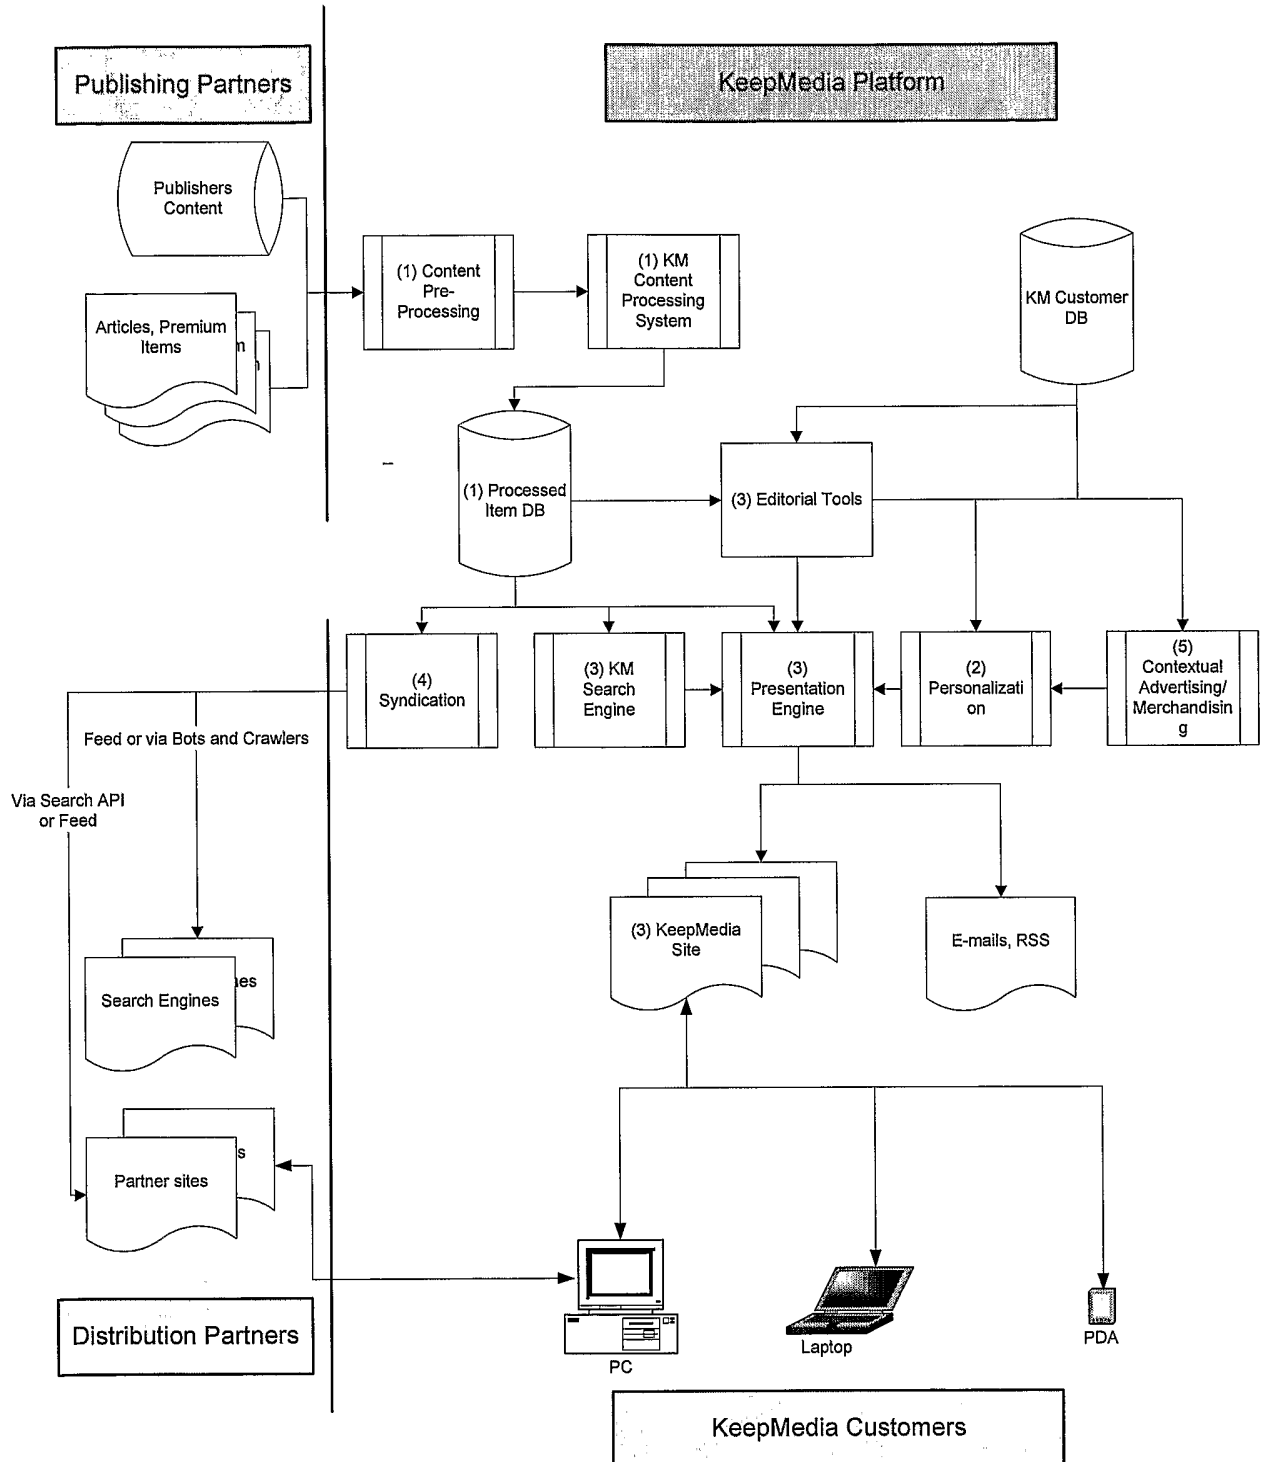 Publishing Partners
KeepMedia Platform
Publishers
Content
Articles, Premium
Items
m
(1) Content
Pre-
Processing
(1) KM
Content
Processing
System
KM Customer
DB
(1) Processed
Item DB
(3) Editorial Tools
(4)
Syndication
(3) KM
Search
Engine
(3)
Presentation
Engine
(2)
Personalizati
on
(5)
Contextual
Advertising/
Merchandisin
g
Feed or via Bots and Crawlers
Via Search API
or Feed
(3) KeepMedia
Site
E-mails, RSS
Search Engines
nes
Partner sites
s
PC
Laptop
PDA
Distribution Partners
KeepMedia Customers